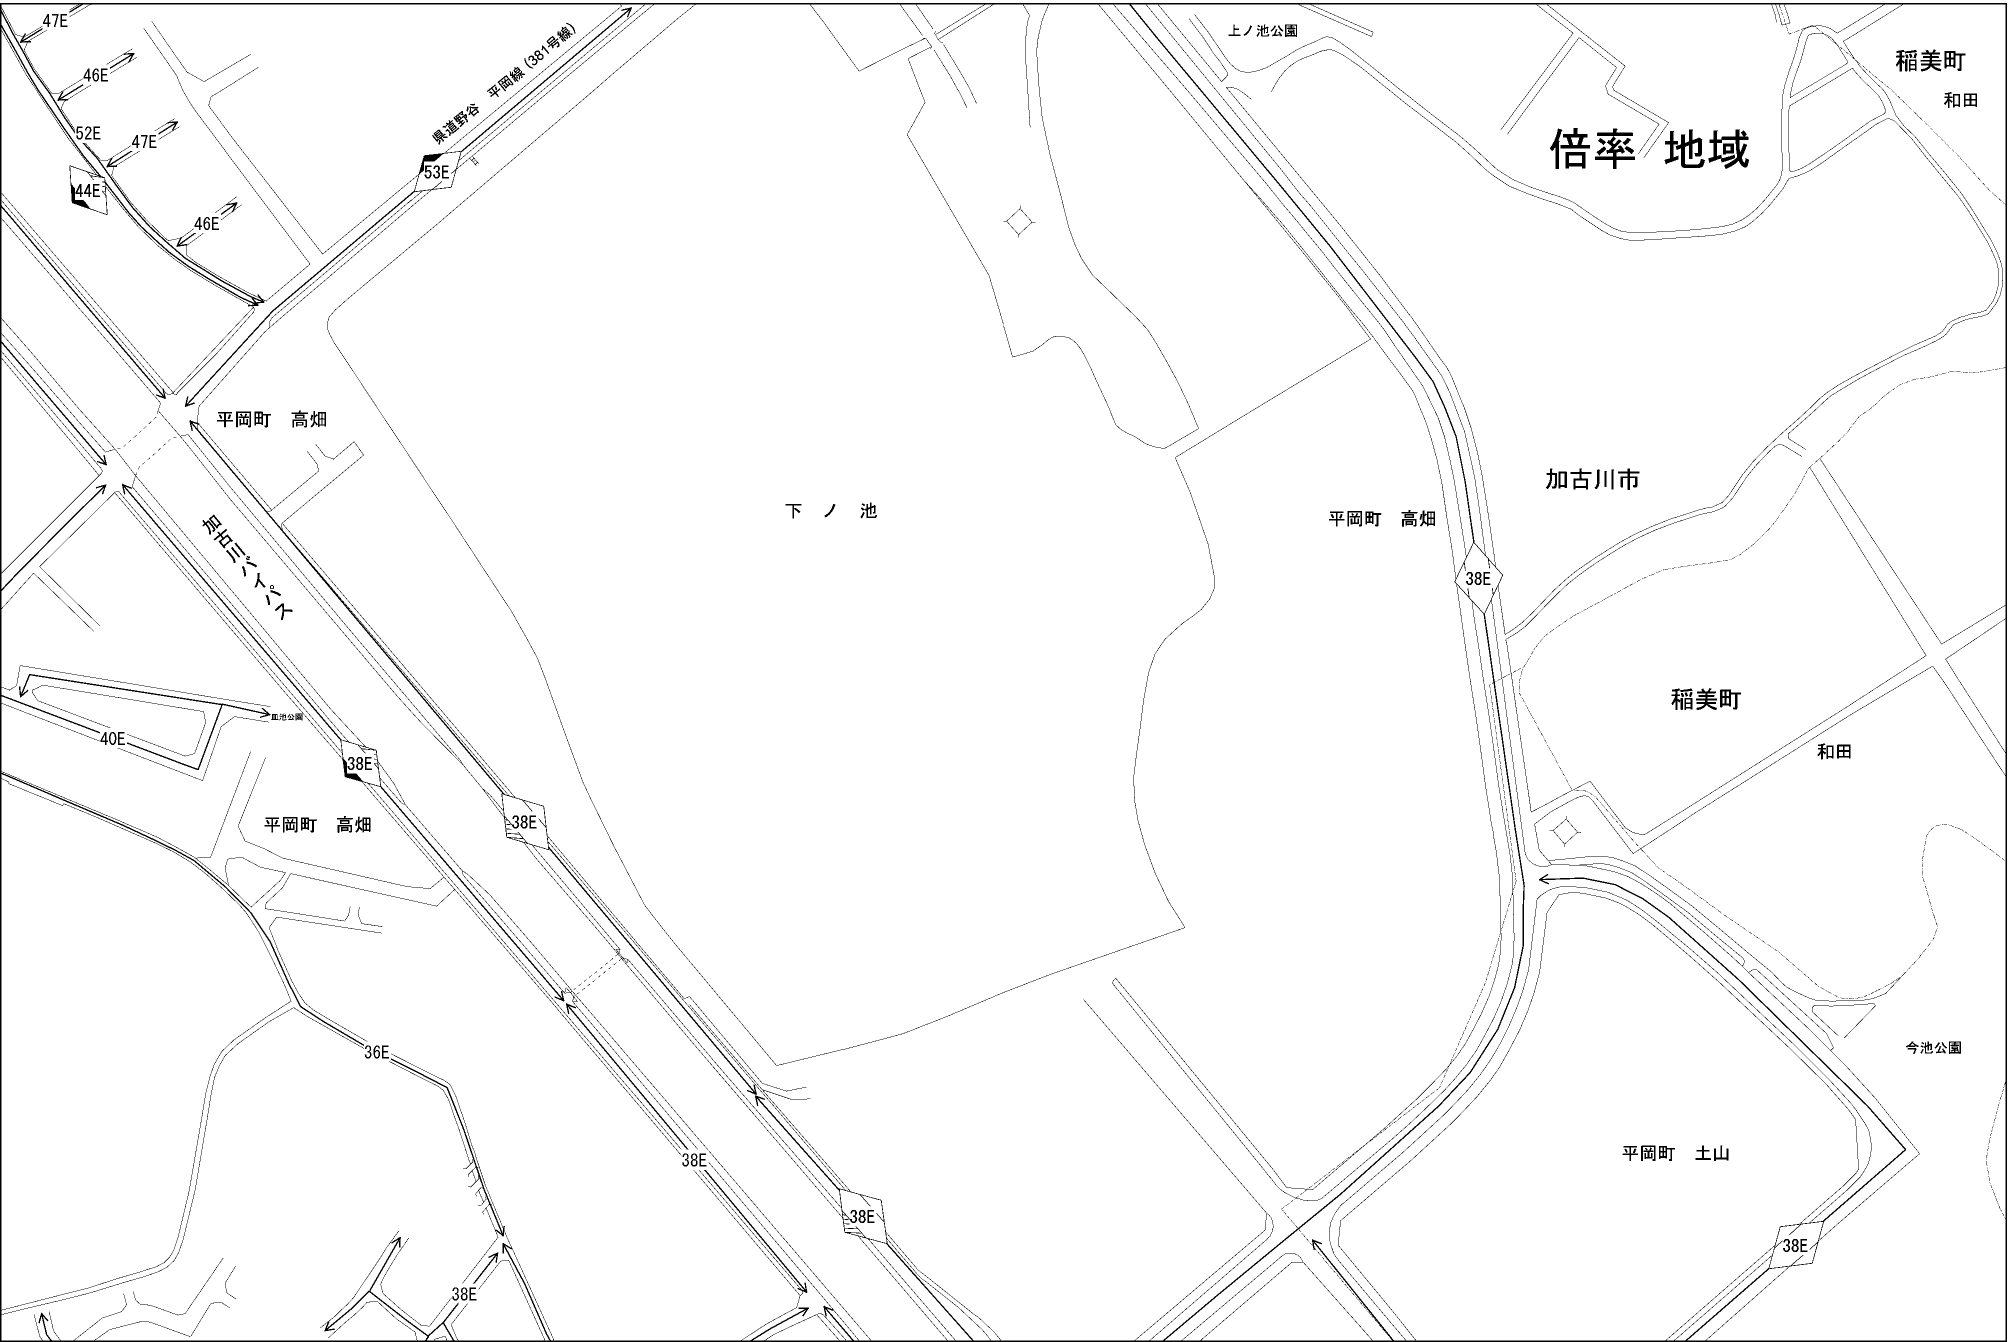 47E
46E
52E
47E
44E
46E
県道野谷　平岡線 (381号線)
53E
上ノ池公園
稲美町
和田
倍率　地域
平岡町　高畑
下　ノ　池
加古川市
平岡町　高畑
加古川バイパス
38E
稲美町
和田
皿池公園
40E
38E
38E
平岡町　高畑
36E
今池公園
38E
平岡町　土山
38E
38E
38E